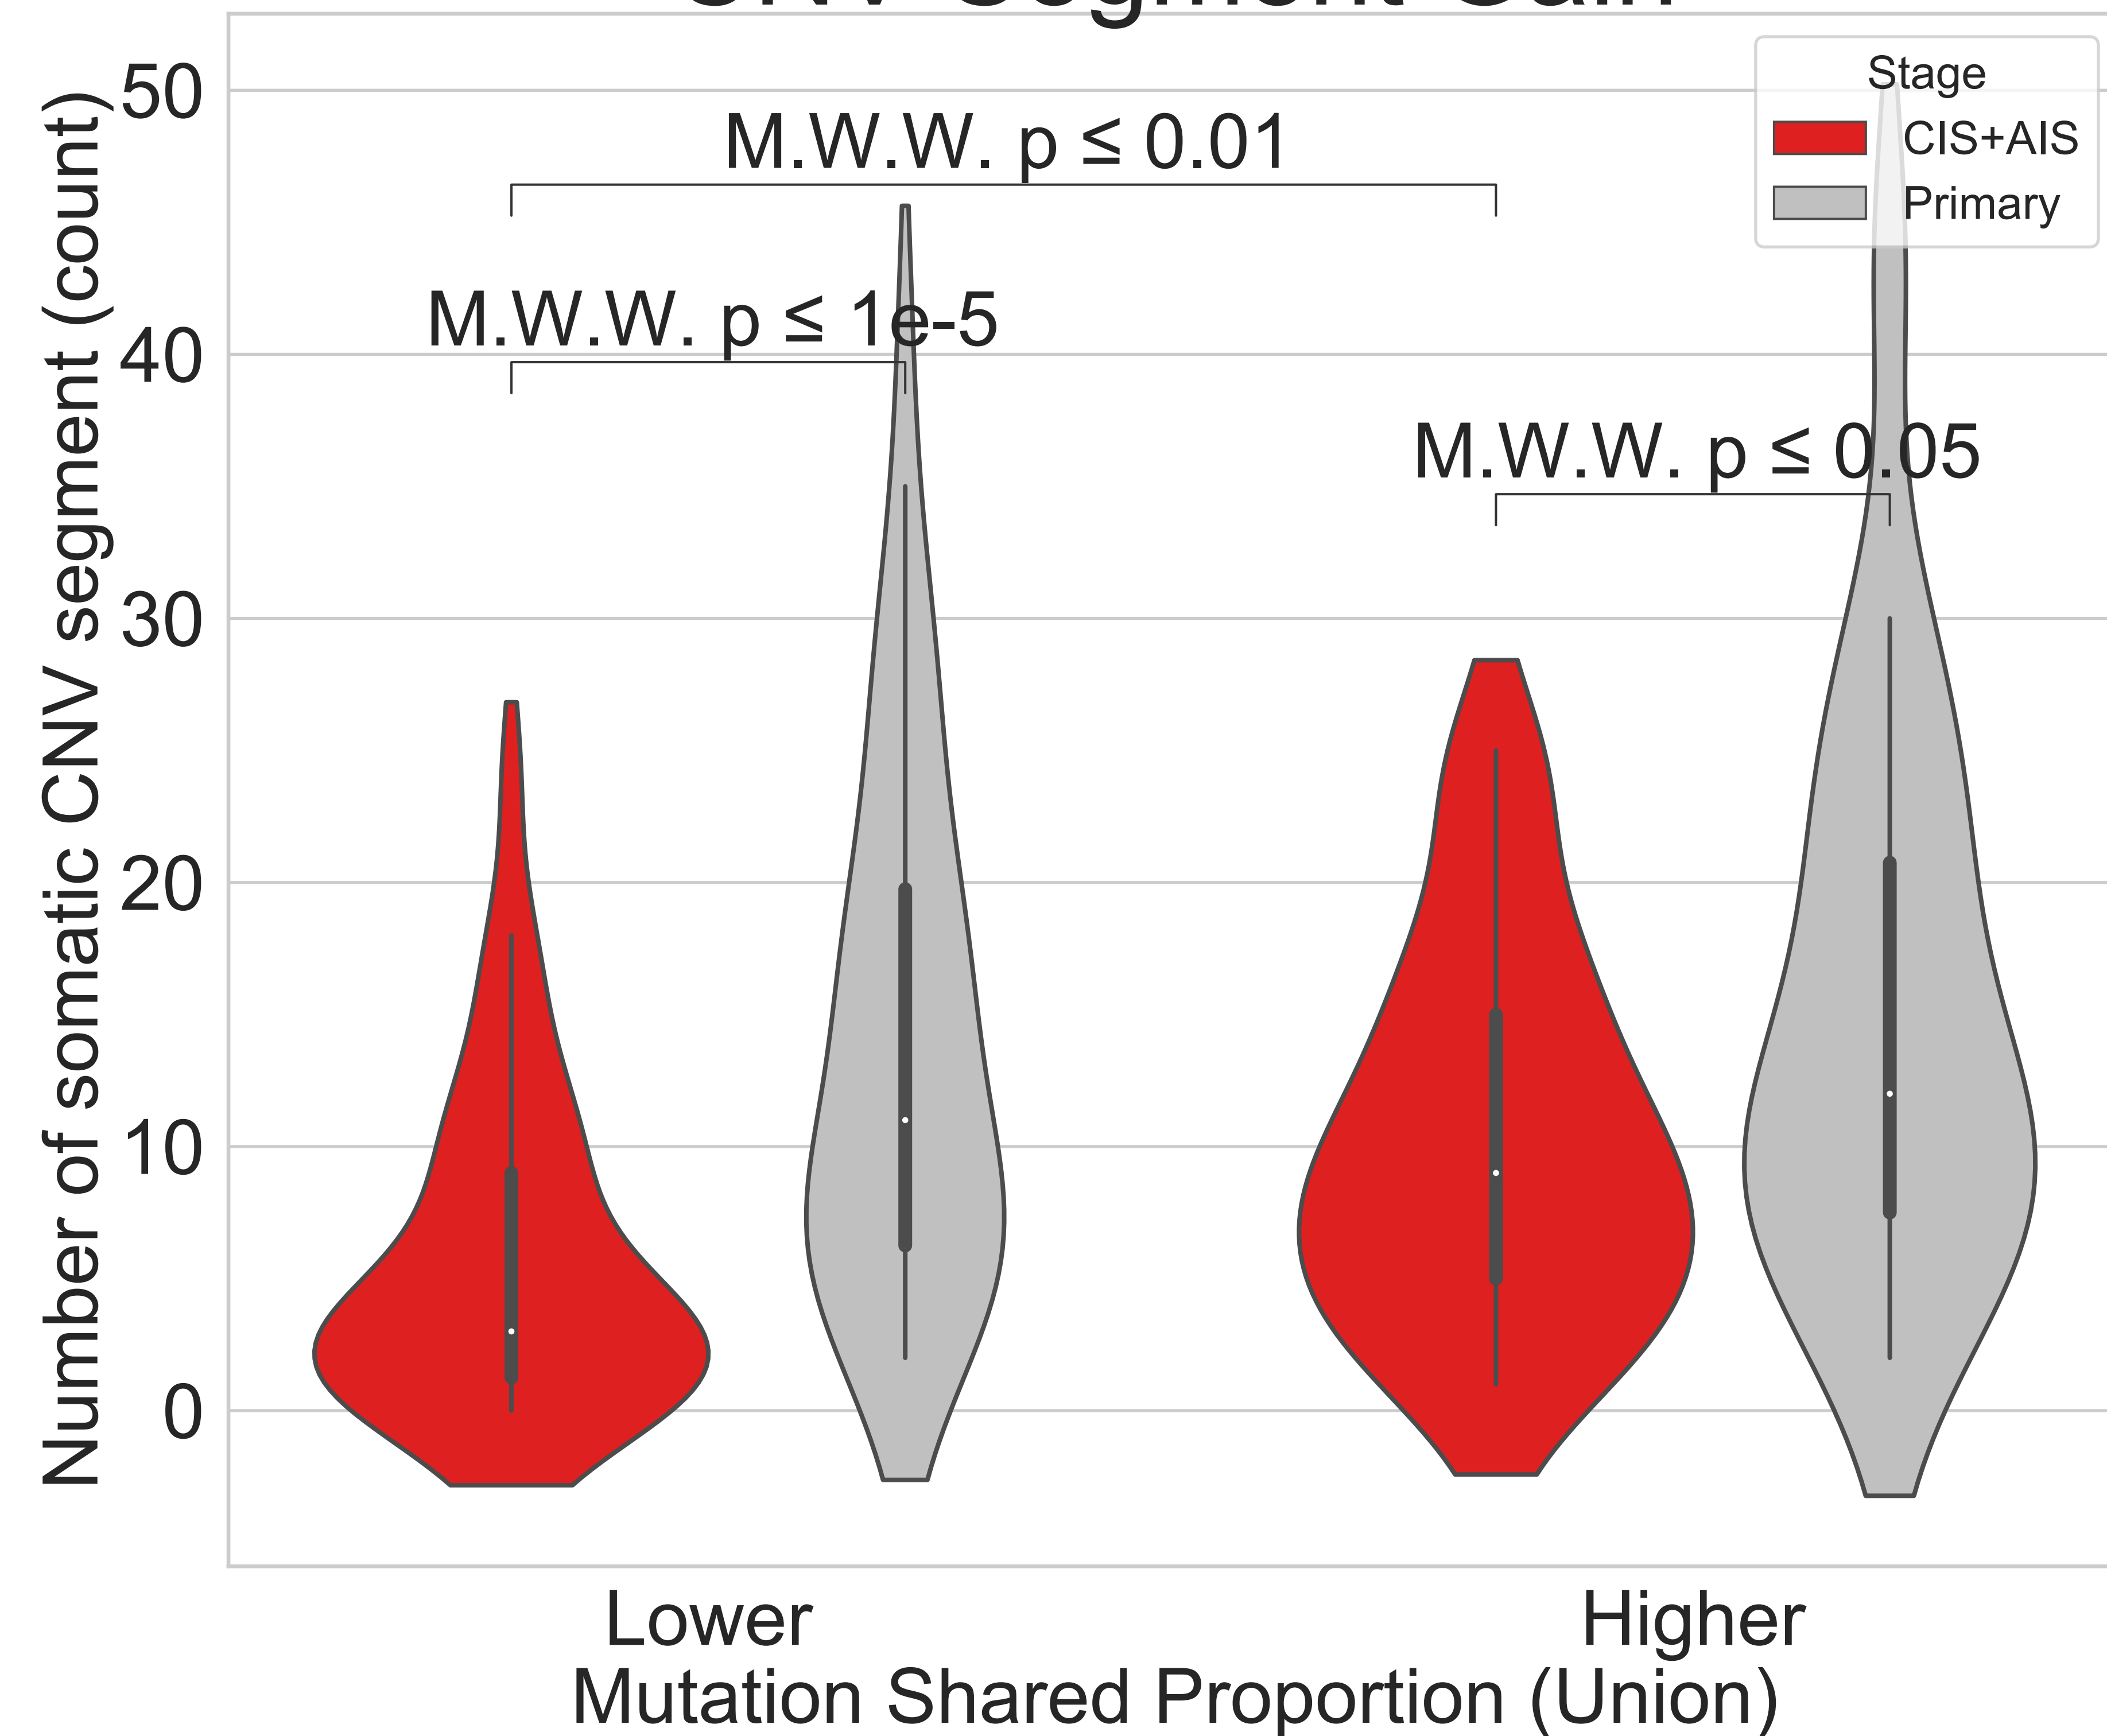 50
40
30
20
10
0
Number of somatic CNV segment (count)
M.W.W. p ≤ 0.01
M.W.W. p ≤ 1e-5
M.W.W. p ≤ 0.05
Stage
CIS+AIS
Primary
Lower
Higher
Mutation Shared Proportion (Union)